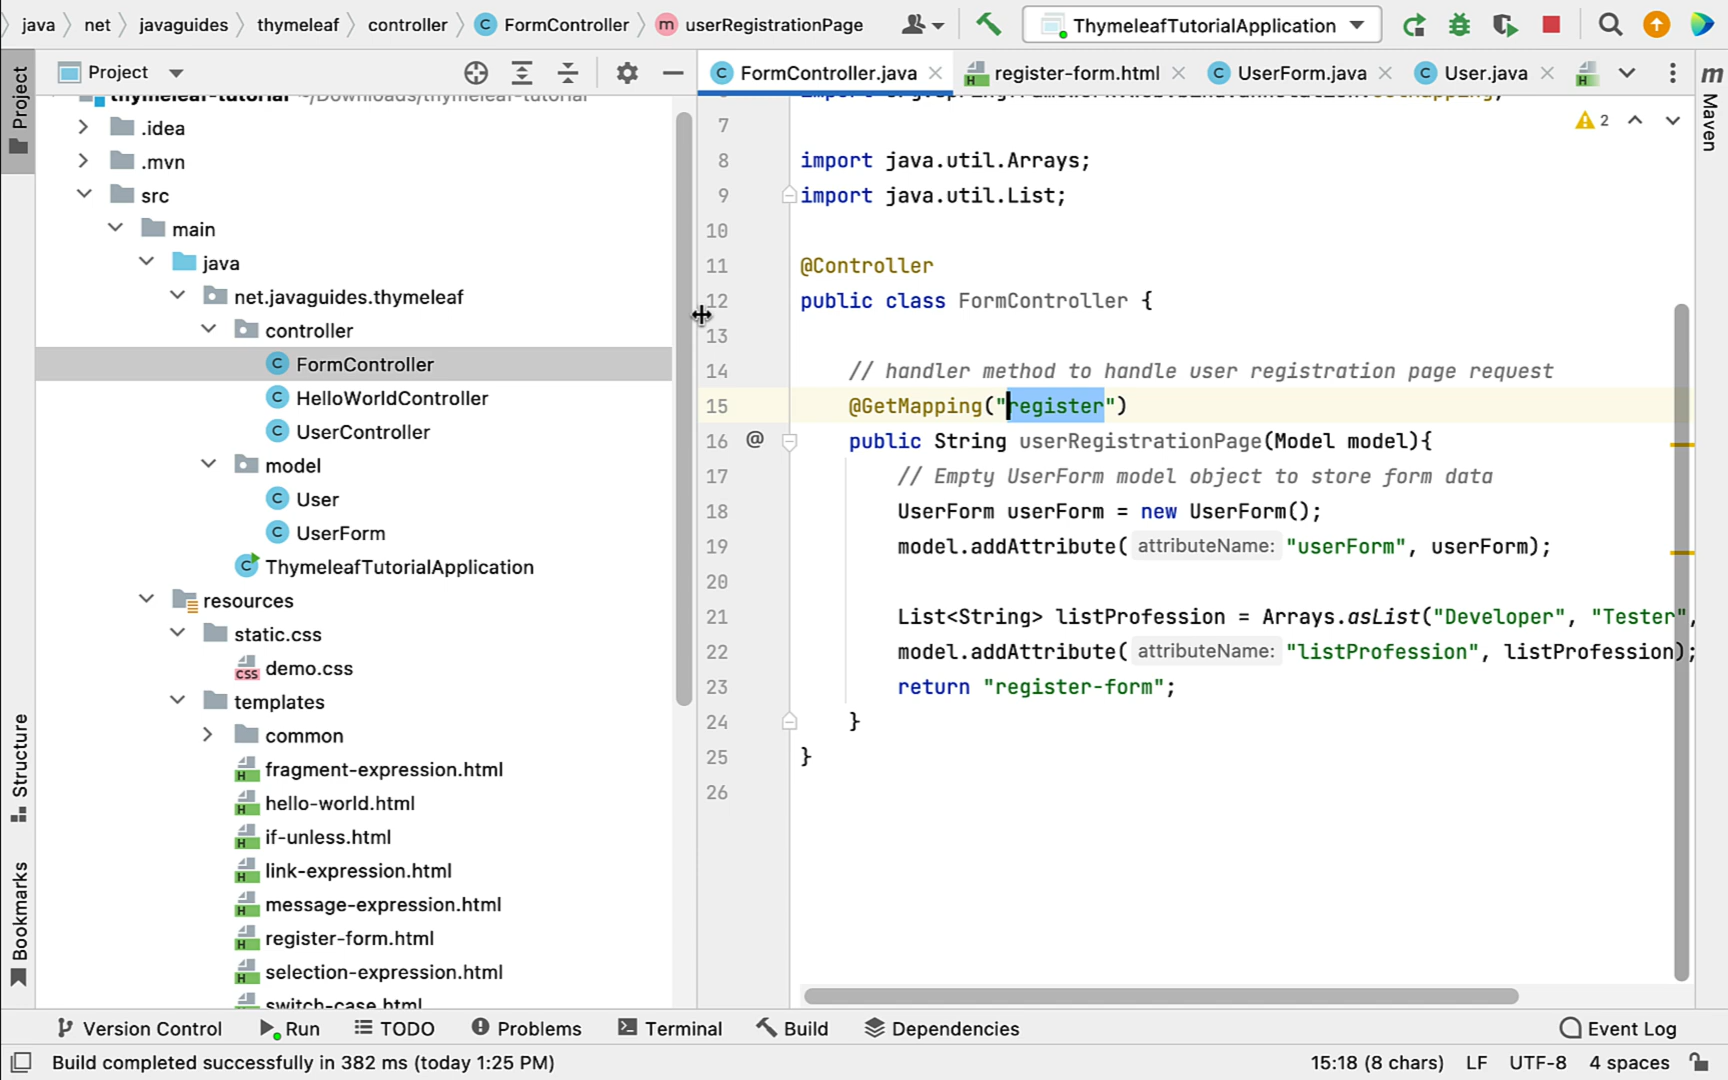 java net javaguides thymeleaf controller C FormController m userRegistrationPage ThymeleafTutorialApplication
Project
C FormController.java register-form.html C UserForm.java C User.java
m Maven
Project
Structure
Bookmarks
thymeleaf-tutorial ~/Downloads/thymeleaf-tutorial
.idea
.mvn
src
main
java
net.javaguides.thymeleaf
controller
C FormController
C HelloWorldController
C UserController
model
C User
C UserForm
C ThymeleafTutorialApplication
resources
static.css
CSS demo.css
templates
common
H fragment-expression.html
H hello-world.html
H if-unless.html
H link-expression.html
H message-expression.html
H register-form.html
H selection-expression.html
switch-case.html
2
7
8 import java.util.Arrays;
9 import java.util.List;
10
11 @Controller
12 public class FormController {
13
14 // handler method to handle user registration page request
15 @GetMapping("register")
16 @ public String userRegistrationPage(Model model){
17 // Empty UserForm model object to store form data
18 UserForm userForm = new UserForm();
19 model.addAttribute( attributeName: "userForm", userForm);
20
21 List<String> listProfession = Arrays.asList("Developer", "Tester",
22 model.addAttribute( attributeName: "listProfession", listProfession);
23 return "register-form";
24 }
25 }
26
Version Control Run TODO Problems Terminal Build Dependencies Event Log
Build completed successfully in 382 ms (today 1:25 PM) 15:18 (8 chars) LF UTF-8 4 spaces